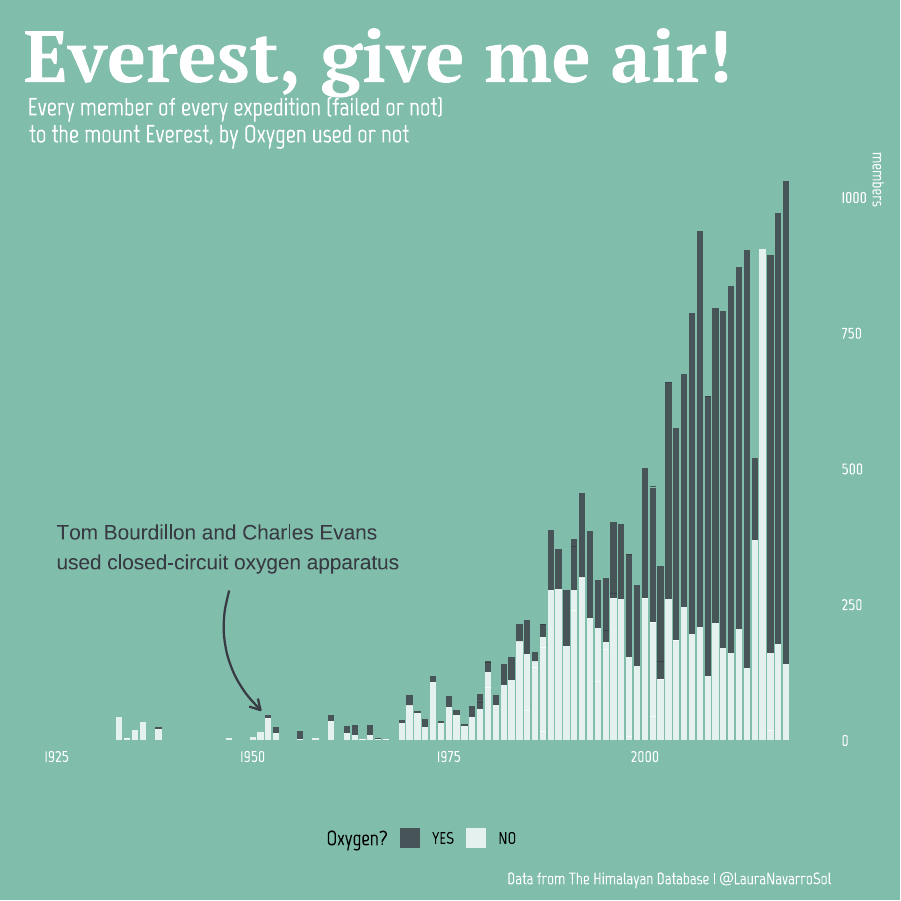 Everest, give me air!
Every member of every expedition (failed or not)
to the mount Everest, by Oxygen used or not
members
1000
750
500
250
0
Tom Bourdillon and Charles Evans
used closed-circuit oxygen apparatus
1925 1950 1975 2000
Oxygen? YES NO
Data from The Himalayan Database | @LauraNavarroSol